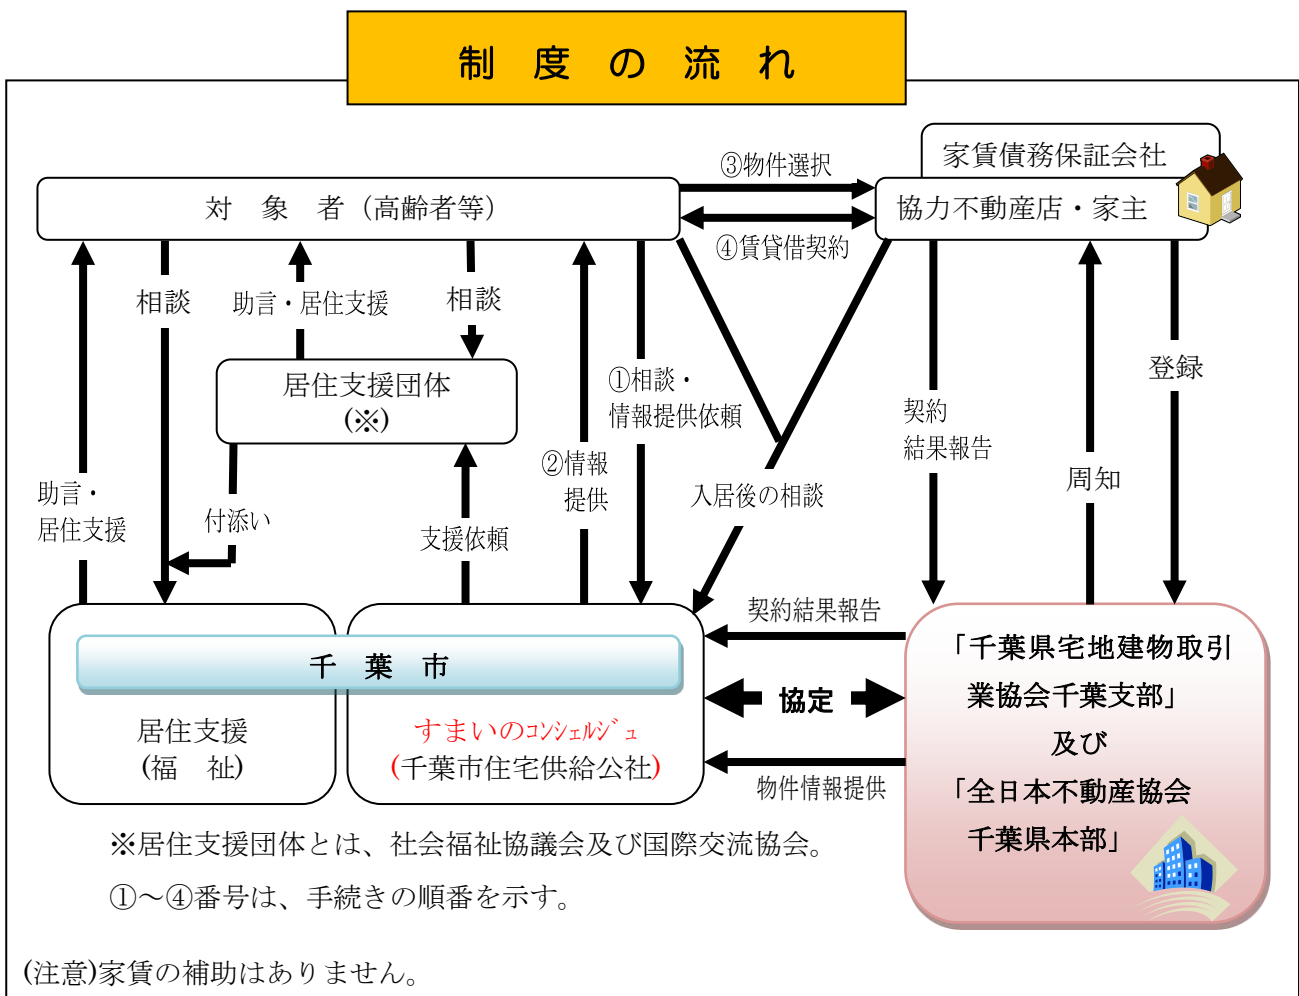 制度の流れ
家賃債務保証会社
③物件選択
対象者（高齢者等）
協力不動産店・家主
④賃貸借契約
相談
助言・居住支援
相談
居住支援団体
(※)
①相談・
情報提供依頼
登録
契約
結果報告
②情報
提供
周知
助言・
居住支援
付添い
支援依頼
入居後の相談
契約結果報告
千葉市
協定
居住支援
(福祉)
すまいのｺﾝｼｪﾙｼﾞｭ
(千葉市住宅供給公社)
物件情報提供
「千葉県宅地建物取引
業協会千葉支部」
及び
「全日本不動産協会
千葉県本部」
※居住支援団体とは、社会福祉協議会及び国際交流協会。
①～④番号は、手続きの順番を示す。
(注意)家賃の補助はありません。